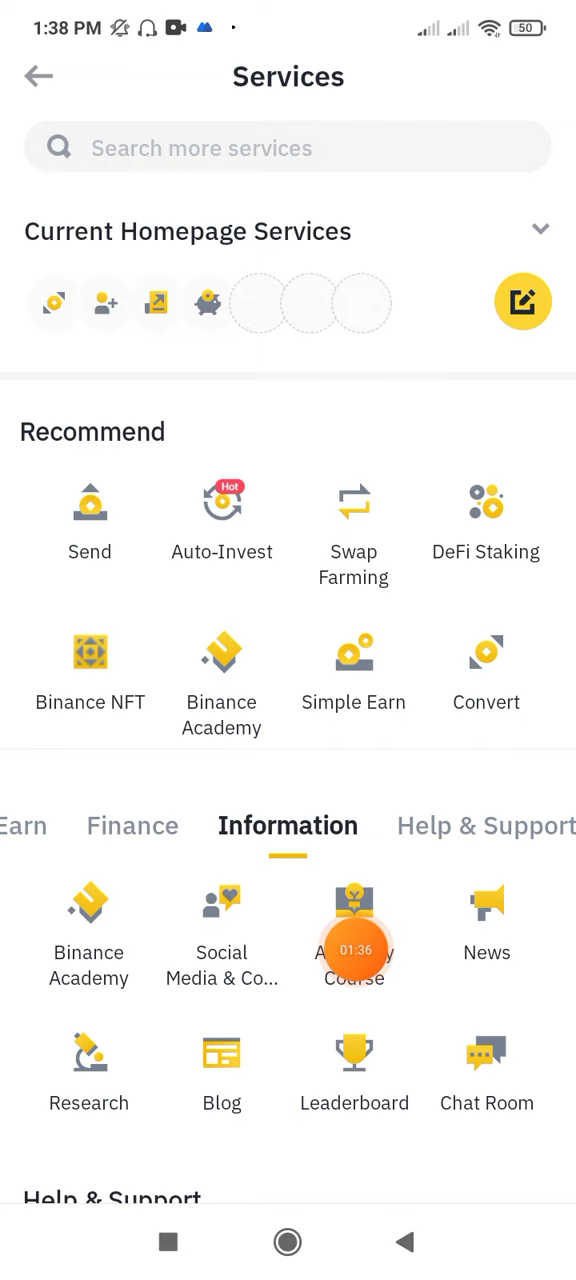 1:38 PM 50
Services
Search more services
Current Homepage Services
Recommend
Hot
Send Auto-Invest Swap DeFi Staking
Farming
Binance NFT Binance Simple Earn Convert
Academy
Earn Finance Information Help & Support
Binance Social News
01:36
Academy Media & Co... Course
Research Blog Leaderboard Chat Room
Help & Support